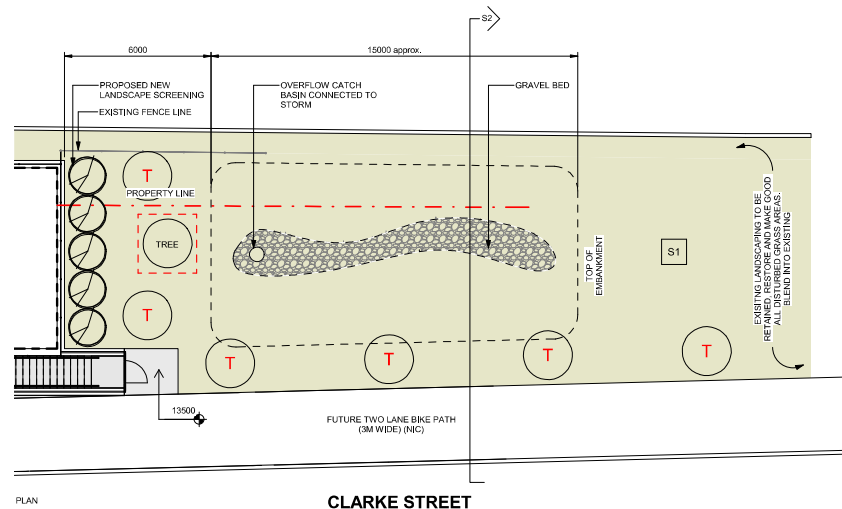 S2
6000
15000 approx.
PROPOSED NEW
LANDSCAPE SCREENING
OVERFLOW CATCH
BASIN CONNECTED TO
STORM
GRAVEL BED
EXISTING FENCE LINE
T
PROPERTY LINE
TREE
TOP OF
EMBANKMENT
S1
EXISITNG LANDSCAPING TO BE
RETAINED, RESTORE AND MAKE GOOD
ALL DISTURBED GRASS AREAS.
BLEND INTO EXISTING
T
T
T
T
T
13500
FUTURE TWO LANE BIKE PATH
(3M WIDE) (NIC)
PLAN
CLARKE STREET